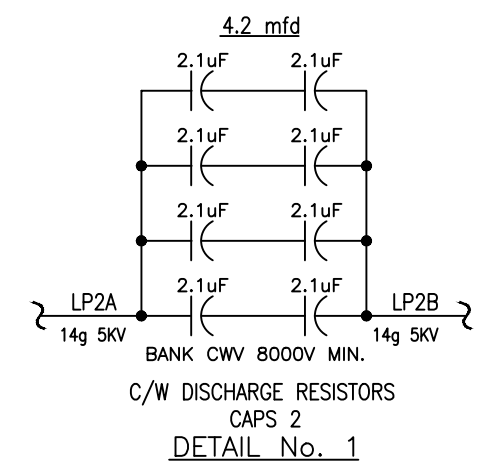 4.2 mfd
2.1uF 2.1uF
2.1uF 2.1uF
2.1uF 2.1uF
2.1uF 2.1uF
LP2A LP2B
14g 5KV 14g 5KV
BANK CWV 8000V MIN.
C/W DISCHARGE RESISTORS
CAPS 2
DETAIL No. 1